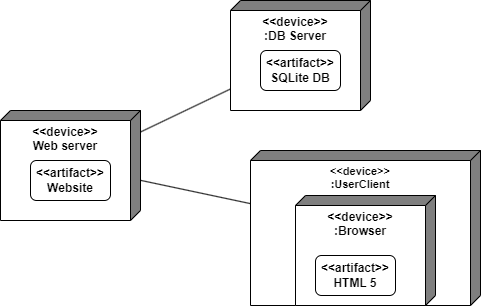 <<device>>
:DB Server
<<artifact>>
SQLite DB
<<device>>
Web server
<<artifact>>
Website
<<device>>
:UserClient
<<device>>
:Browser
<<artifact>>
HTML 5